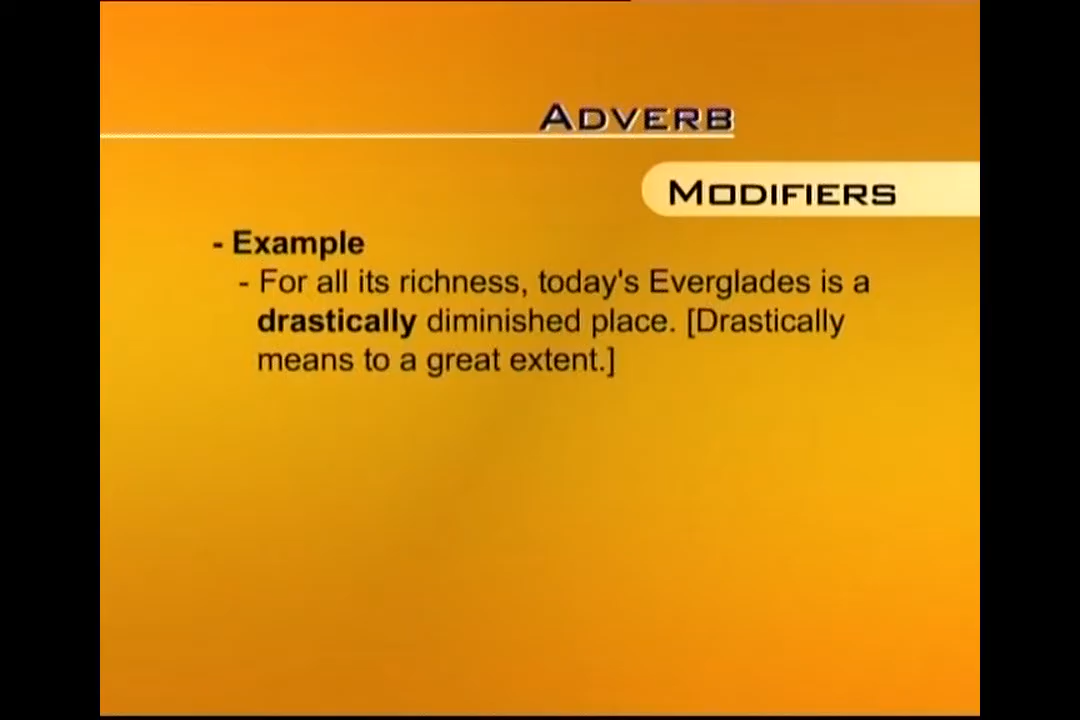 ADVERB
MODIFIERS
- Example
- For all its richness, today's Everglades is a
drastically diminished place. [Drastically
means to a great extent.]